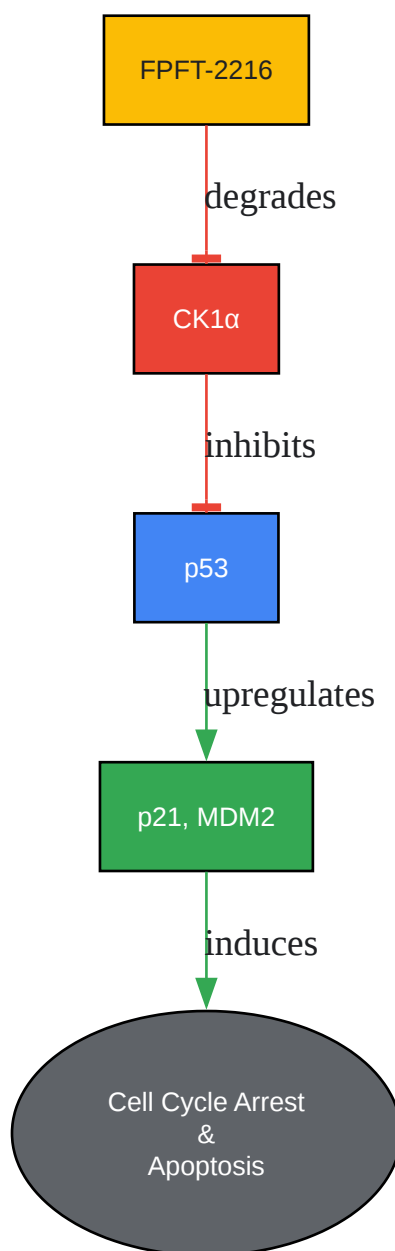 FPFT-2216
degrades
CK1α
inhibits
p53
upregulates
p21, MDM2
induces
Cell Cycle Arrest
&
Apoptosis